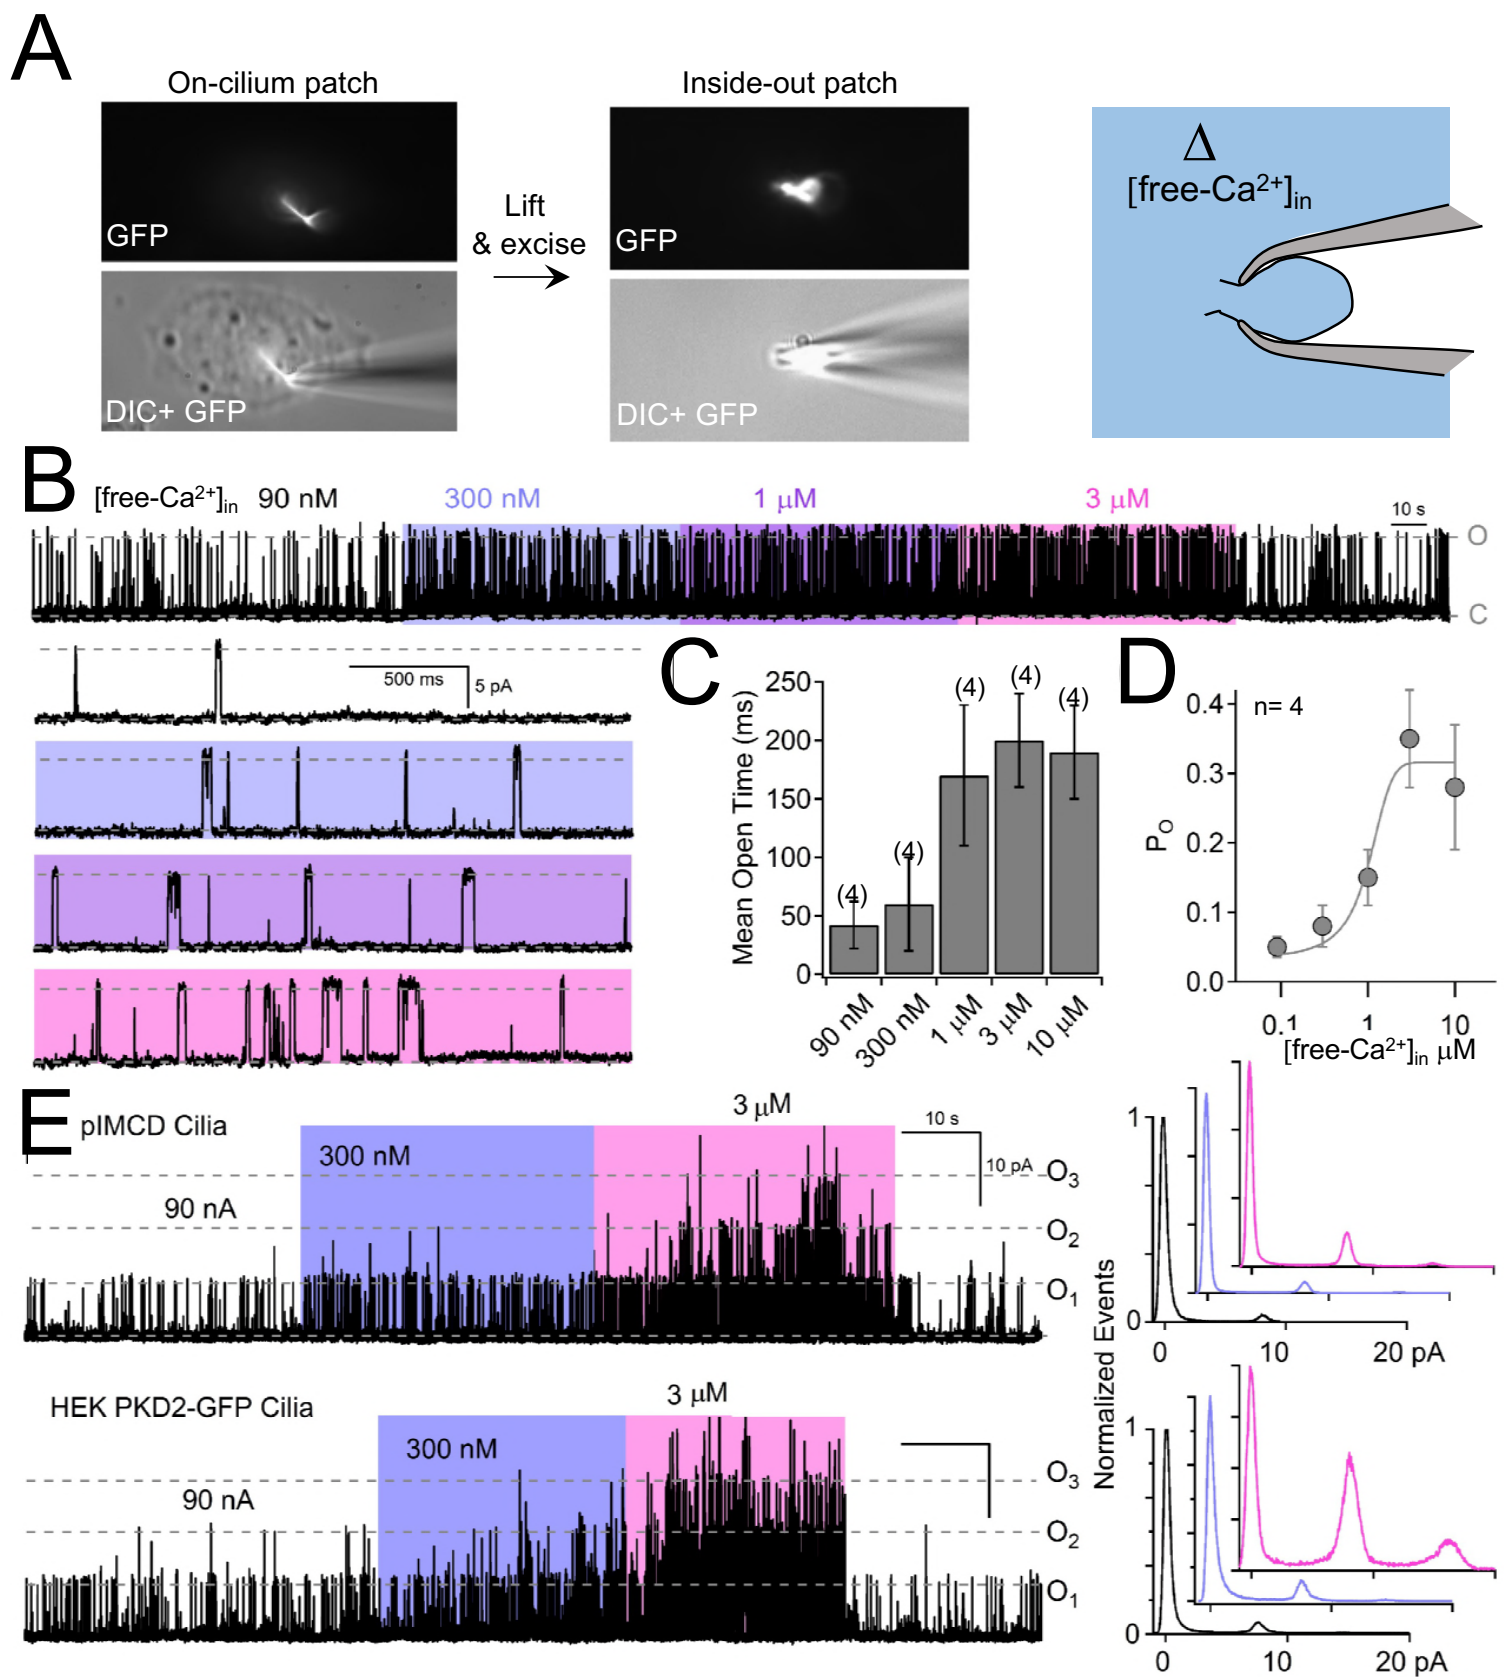 A
On-cilium patch
Inside-out patch
GFP
DIC+ GFP
Lift
& excise
GFP
DIC+ GFP
Δ
[free-Ca²⁺]in
B
[free-Ca²⁺]in 90 nM 300 nM 1 μM 3 μM
10 s
O
C
500 ms
5 pA
C
Mean Open Time (ms)
250
200
150
100
50
0
(4) (4) (4) (4) (4)
90 nM 300 nM 1 μM 3 μM 10 μM
D
n= 4
PO
0.4
0.3
0.2
0.1
0.0
0.1 1 10
[free-Ca²⁺]in μM
E
pIMCD Cilia
90 nA
300 nM
3 μM
10 s
10 pA
O3
O2
O1
HEK PKD2-GFP Cilia
90 nA
300 nM
3 μM
O3
O2
O1
Normalized Events
1
0
0 10 20 pA
1
0
0 10 20 pA